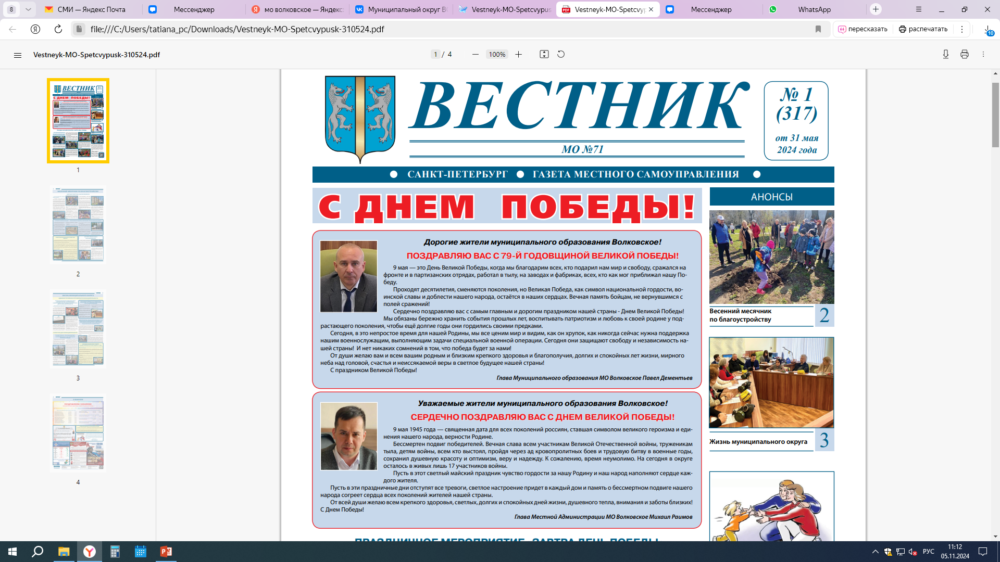 8
СМИ — Яндекс Почта
Мессенджер
мо волковское — Яндекс
Муниципальный округ ВО
Vestneyk-MO-Spetcvypus
Vestneyk-MO-Spetcvyp
Мессенджер
WhatsApp
file:///C:/Users/tatiana_pc/Downloads/Vestneyk-MO-Spetcvypusk-310524.pdf
пересказать
распечатать
10
Vestneyk-MO-Spetcvypusk-310524.pdf
1 / 4
100%
1
2
3
4
ВЕСТНИК
МО №71
№ 1
(317)
от 31 мая
2024 года
САНКТ-ПЕТЕРБУРГ ● ГАЗЕТА МЕСТНОГО САМОУПРАВЛЕНИЯ
С ДНЕМ ПОБЕДЫ!
Дорогие жители муниципального образования Волковское!
ПОЗДРАВЛЯЮ ВАС С 79-Й ГОДОВЩИНОЙ ВЕЛИКОЙ ПОБЕДЫ!
9 мая — это День Великой Победы, когда мы благодарим всех, кто подарил нам мир и свободу, сражался на
фронте и в партизанских отрядах, работал в тылу, на заводах и фабриках, всех, кто как мог приближал нашу По-
беду.
Проходят десятилетия, сменяются поколения, но Великая Победа, как символ национальной гордости, во-
инской славы и доблести нашего народа, остаётся в наших сердцах. Вечная память бойцам, не вернувшимся с
полей сражений!
Сердечно поздравляю вас с самым главным и дорогим праздником нашей страны - Днем Великой Победы!
Мы обязаны бережно хранить события прошлых лет, воспитывать патриотизм и любовь к своей родине у под-
растающего поколения, чтобы ещё долгие годы они гордились своими предками.
Сегодня, в это непростое время для нашей Родины, мы все ценим мир и видим, как он хрупок, как никогда сейчас нужна поддержка
нашим военнослужащим, выполняющим задачи специальной военной операции. Сегодня они защищают свободу и независимость на-
шей страны! И нет никаких сомнений в том, что победа будет за нами!
От души желаю вам и всем вашим родным и близким крепкого здоровья и благополучия, долгих и спокойных лет жизни, мирного
неба над головой, счастья и неиссякаемой веры в светлое будущее нашей страны!
С праздником Великой Победы!
Глава Муниципального образования МО Волковское Павел Дементьев
Уважаемые жители муниципального образования Волковское!
СЕРДЕЧНО ПОЗДРАВЛЯЮ ВАС С ДНЕМ ВЕЛИКОЙ ПОБЕДЫ!
9 мая 1945 года — священная дата для всех поколений россиян, ставшая символом великого героизма и еди-
нения нашего народа, верности Родине.
Бессмертен подвиг победителей. Вечная слава всем участникам Великой Отечественной войны, труженикам
тыла, детям войны, всем кто выстоял, пройдя через ад кровопролитных боев и трудовую битву в военные годы,
сохранил душевную красоту и оптимизм, веру и надежду. К сожалению, время неумолимо. На сегодня в округе
осталось в живых лишь 17 участников войны.
Пусть в этот светлый майский праздник чувство гордости за нашу Родину и наш народ наполняют сердце каж-
дого жителя.
Пусть в эти праздничные дни отступят все тревоги, светлое настроение придет в каждый дом и память о бессмертном подвиге нашего
народа согреет сердца всех поколений жителей нашей страны.
От всей души желаю всем крепкого здоровья, светлых, долгих и спокойных дней жизни, душевного тепла, внимания и заботы близких!
С Днем Победы!
Глава Местной Администрации МО Волковское Михаил Раимов
АНОНСЫ
Весенний месячник
по благоустройству
2
Жизнь муниципального округа
3
ПРАЗДНИЧНОЕ МЕРОПРИЯТИЕ «ЗАВТРА ДЕНЬ ПОБЕДЫ
РУС
11:12
05.11.2024